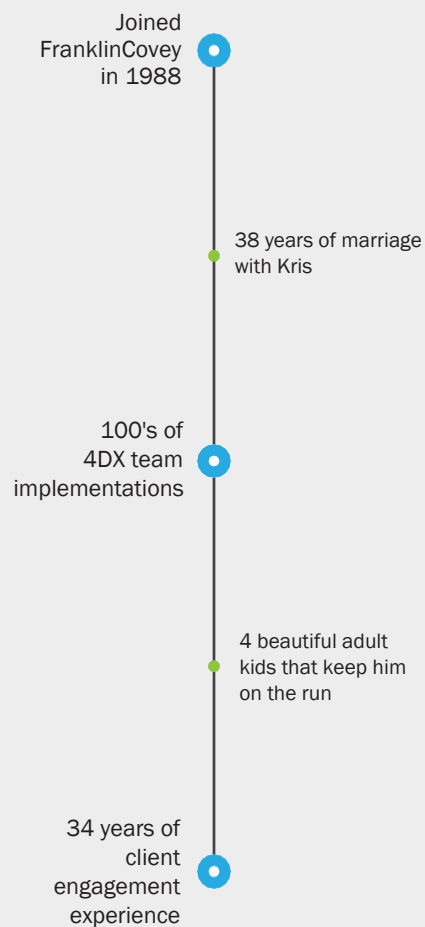 Joined
FranklinCovey
in 1988
38 years of marriage
with Kris
100's of
4DX team
implementations
4 beautiful adult
kids that keep him
on the run
34 years of
client
engagement
experience